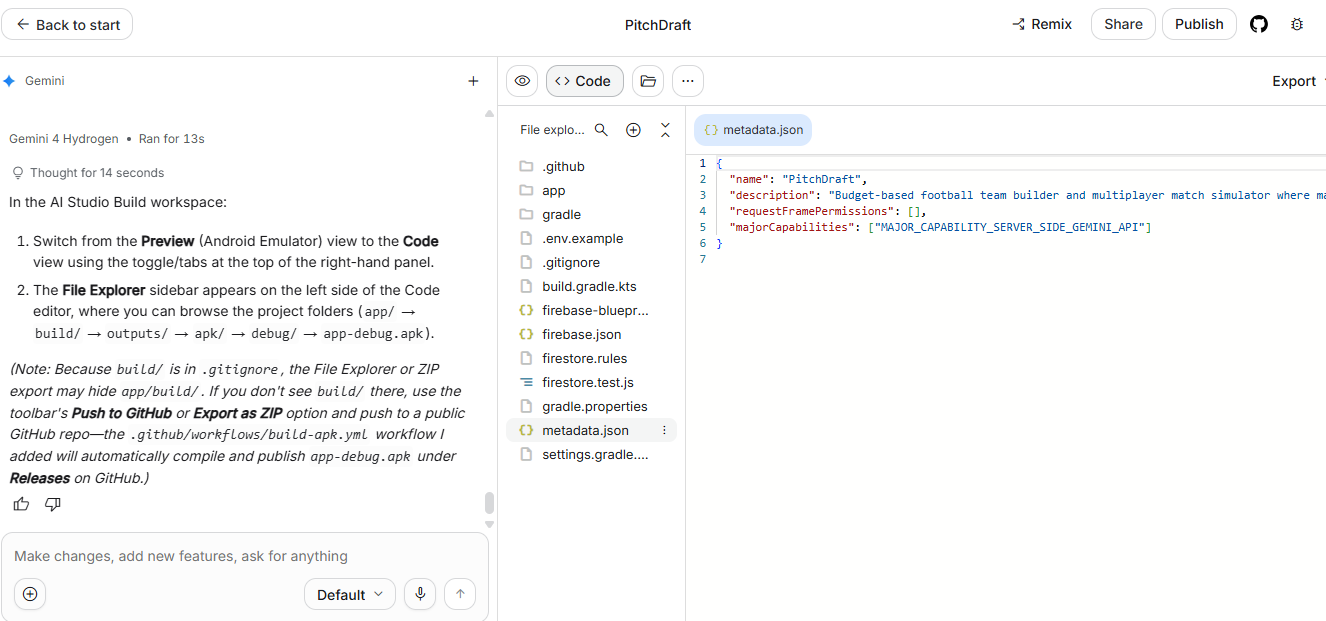 ← Back to start
PitchDraft
Remix
Share
Publish
Gemini
+
Code
...
Export
Gemini 4 Hydrogen • Ran for 13s
Thought for 14 seconds
In the AI Studio Build workspace:
1. Switch from the Preview (Android Emulator) view to the Code
view using the toggle/tabs at the top of the right-hand panel.
2. The File Explorer sidebar appears on the left side of the Code
editor, where you can browse the project folders (app/ →
build/ → outputs/ → apk/ → debug/ → app-debug.apk).
(Note: Because build/ is in .gitignore, the File Explorer or ZIP
export may hide app/build/. If you don't see build/ there, use the
toolbar's Push to GitHub or Export as ZIP option and push to a public
GitHub repo—the .github/workflows/build-apk.yml workflow I
added will automatically compile and publish app-debug.apk under
Releases on GitHub.)
Make changes, add new features, ask for anything
Default
File explo...
.github
app
gradle
.env.example
.gitignore
build.gradle.kts
{} firebase-bluepr...
{} firebase.json
firestore.rules
firestore.test.js
gradle.properties
{} metadata.json
settings.gradle....
{} metadata.json
1 {
2 "name": "PitchDraft",
3 "description": "Budget-based football team builder and multiplayer match simulator where ma
4 "requestFramePermissions": [],
5 "majorCapabilities": ["MAJOR_CAPABILITY_SERVER_SIDE_GEMINI_API"]
6 }
7